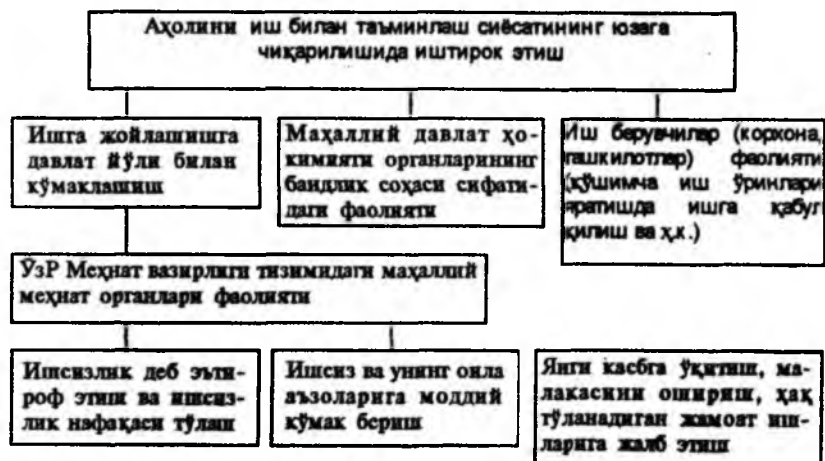 Аҳолини иш билан таъминлаш сиёсатининг юзага
чиқарилишида иштирок этиш
Ишга жойлашишга
давлат йўли билан
кўмаклашиш
Маҳаллий давлат ҳо-
кимияти органларининг
бандлик соҳаси сифати-
даги фаолияти
Иш берувчилар (корхона,
ташкилотлар) фаолияти
(қўшимча иш ўринлари
яратишда ишга қабул
қилиш ва ҳ.к.)
ЎзР Меҳнат вазирлиги тизимидаги маҳаллий
меҳнат органлари фаолияти
Ишсизлик деб эъти-
роф этиш ва ишсиз-
лик нафақаси тўлаш
Ишсиз ва унинг оила
аъзоларига моддий
кўмак бериш
Янги касбга ўқитиш, ма-
лакасини ошириш, ҳақ
тўланадиган жамоат иш-
ларига жалб этиш